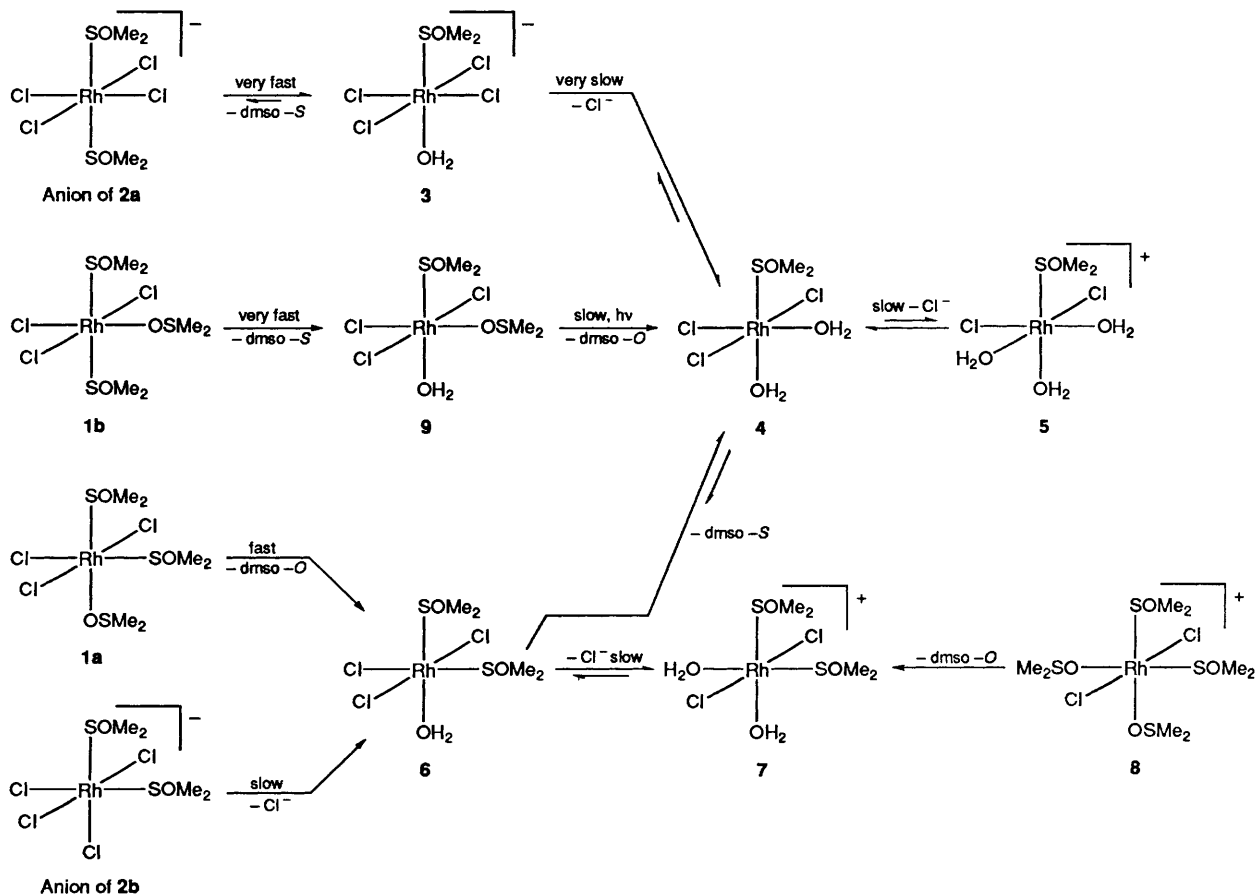 SOMe2 –
Cl
Cl Rh Cl
Cl
SOMe2
Anion of 2a
very fast
– dmso –S
SOMe2 –
Cl
Cl Rh Cl
Cl
OH2
3
very slow
– Cl–
SOMe2
Cl
Cl Rh OSMe2
Cl
SOMe2
1b
very fast
– dmso –S
SOMe2
Cl
Cl Rh OSMe2
Cl
OH2
9
slow, hν
– dmso –O
SOMe2
Cl
Cl Rh OH2
Cl
OH2
4
slow – Cl–
SOMe2 +
Cl
Cl Rh OH2
H2O
OH2
5
SOMe2
Cl
Cl Rh SOMe2
Cl
OSMe2
1a
fast
– dmso –O
– dmso –S
SOMe2 –
Cl
Cl Rh SOMe2
Cl
Cl
Anion of 2b
slow
– Cl–
SOMe2
Cl
Cl Rh SOMe2
Cl
OH2
6
– Cl– slow
SOMe2 +
Cl
H2O Rh SOMe2
Cl
OH2
7
– dmso –O
SOMe2 +
Cl
Me2SO Rh SOMe2
Cl
OSMe2
8